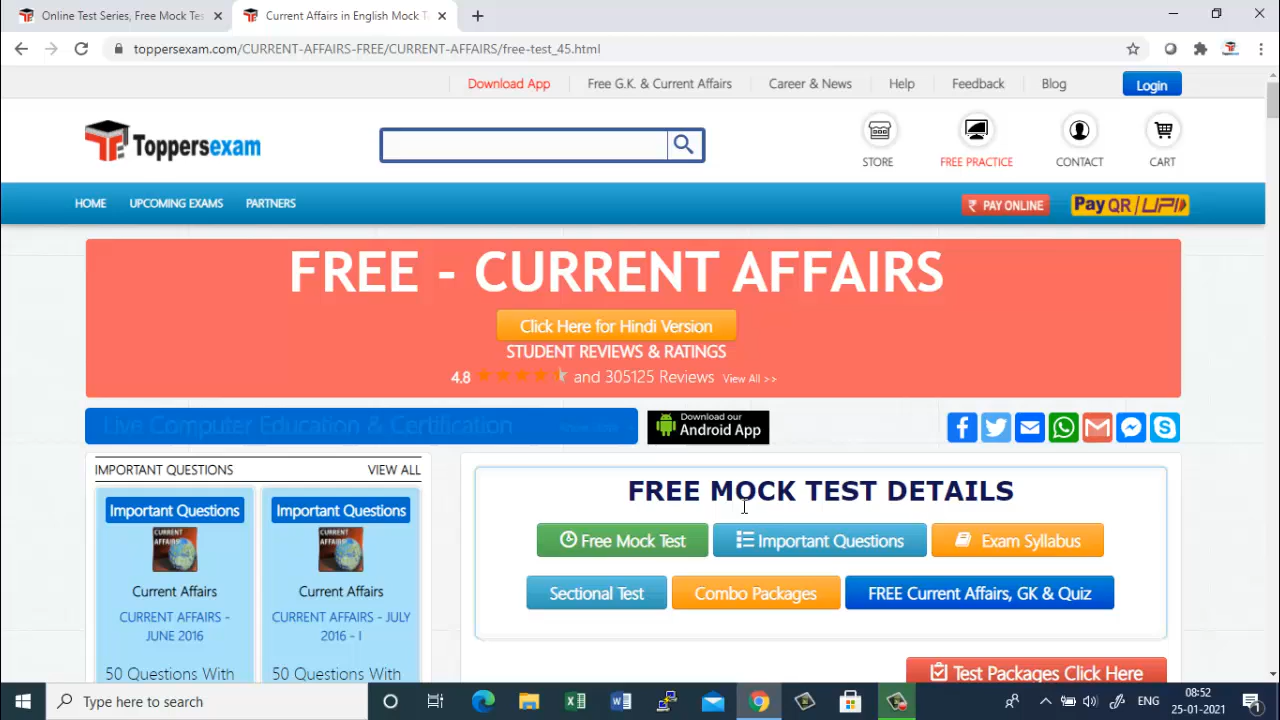 Online Test Series, Free Mock Tes
Current Affairs in English Mock T
toppersexam.com/CURRENT-AFFAIRS-FREE/CURRENT-AFFAIRS/free-test_45.html
Download App
Free G.K. & Current Affairs
Career & News
Help
Feedback
Blog
Login
Toppersexam
STORE
FREE PRACTICE
CONTACT
CART
HOME
UPCOMING EXAMS
PARTNERS
₹ PAY ONLINE
Pay QR/UPI
FREE - CURRENT AFFAIRS
Click Here for Hindi Version
STUDENT REVIEWS & RATINGS
4.8 and 305125 Reviews View All >>
Live Computer Education & Certification
Download our
Android App
IMPORTANT QUESTIONS
VIEW ALL
Important Questions
CURRENT
AFFAIRS
Current Affairs
CURRENT AFFAIRS -
JUNE 2016
50 Questions With
Important Questions
CURRENT
AFFAIRS
Current Affairs
CURRENT AFFAIRS - JULY
2016 - I
50 Questions With
FREE MOCK TEST DETAILS
Free Mock Test
Important Questions
Exam Syllabus
Sectional Test
Combo Packages
FREE Current Affairs, GK & Quiz
Test Packages Click Here
Type here to search
ENG
08:52
25-01-2021